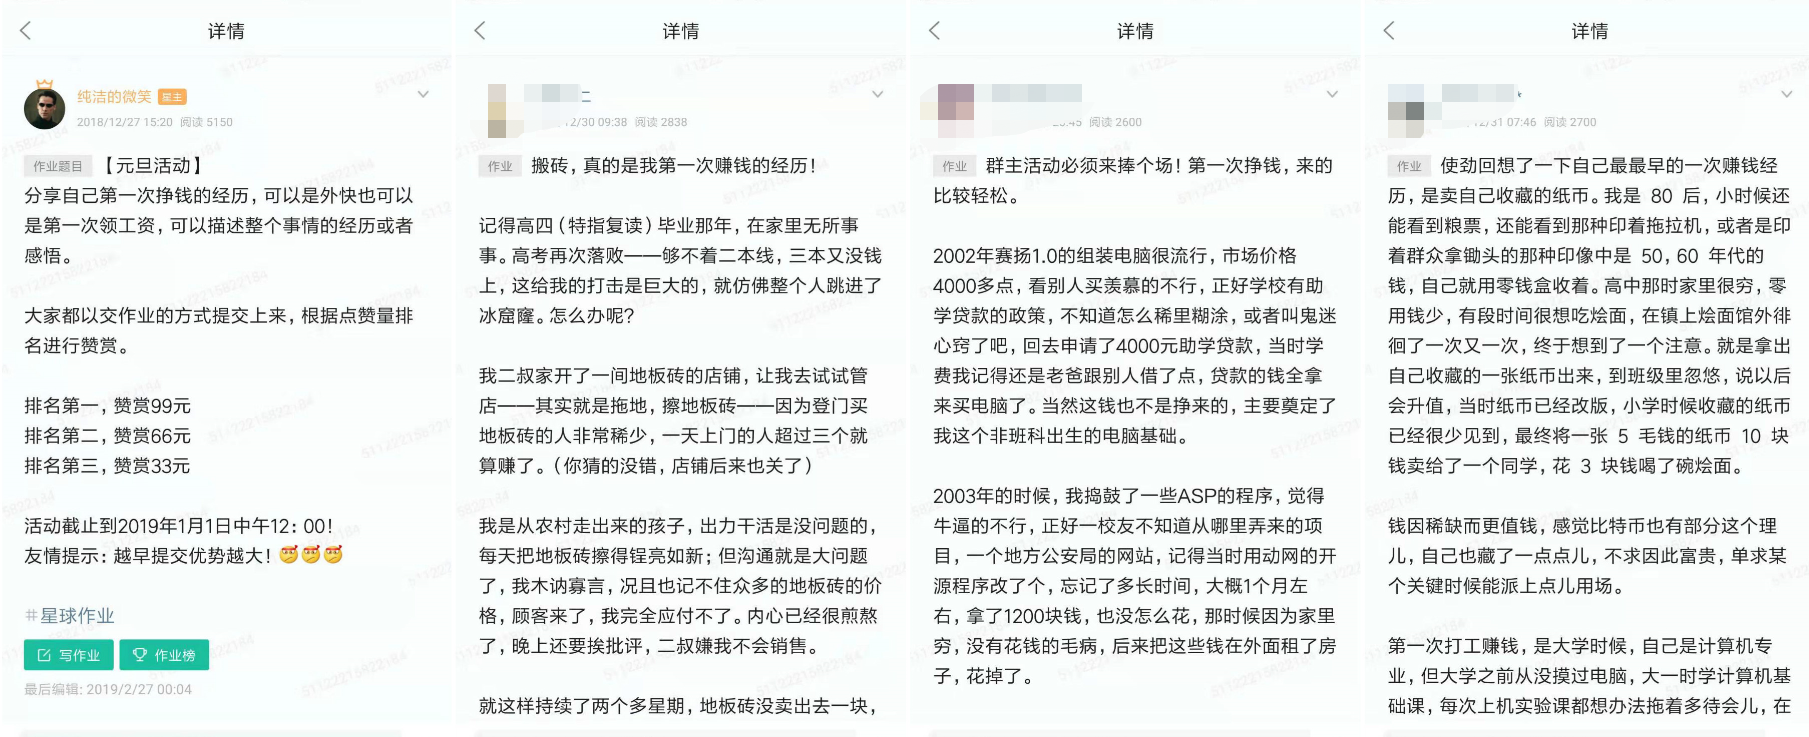 详情
纯洁的微笑 星主
2018/12/27 15:20 阅读 5150
作业题目 【元旦活动】
分享自己第一次挣钱的经历，可以是外快也可以
是第一次领工资，可以描述整个事情的经历或者
感悟。
大家都以交作业的方式提交上来，根据点赞量排
名进行赞赏。
排名第一，赞赏99元
排名第二，赞赏66元
排名第三，赞赏33元
活动截止到2019年1月1日中午12：00！
友情提示：越早提交优势越大！
#星球作业
写作业 作业榜
最后编辑: 2019/2/27 00:04
详情
12/30 09:38 阅读 2838
作业 搬砖，真的是我第一次赚钱的经历！
记得高四（特指复读）毕业那年，在家里无所事
事。高考再次落败——够不着二本线，三本又没钱
上，这给我的打击是巨大的，就仿佛整个人跳进了
冰窟窿。怎么办呢？
我二叔家开了一间地板砖的店铺，让我去试试管
店——其实就是拖地，擦地板砖——因为登门买
地板砖的人非常稀少，一天上门的人超过三个就
算赚了。（你猜的没错，店铺后来也关了）
我是从农村走出来的孩子，出力干活是没问题的，
每天把地板砖擦得锃亮如新；但沟通就是大问题
了，我木讷寡言，况且也记不住众多的地板砖的价
格，顾客来了，我完全应付不了。内心已经很煎熬
了，晚上还要挨批评，二叔嫌我不会销售。
就这样持续了两个多星期，地板砖没卖出去一块，
详情
阅读 2600
作业 群主活动必须来捧个场！第一次挣钱，来的
比较轻松。
2002年赛扬1.0的组装电脑很流行，市场价格
4000多点，看别人买羡慕的不行，正好学校有助
学贷款的政策，不知道怎么稀里糊涂，或者叫鬼迷
心窍了吧，回去申请了4000元助学贷款，当时学
费我记得还是老爸跟别人借了点，贷款的钱全拿
来买电脑了。当然这钱也不是挣来的，主要奠定了
我这个非班科出生的电脑基础。
2003年的时候，我捣鼓了一些ASP的程序，觉得
牛逼的不行，正好一校友不知道从哪里弄来的项
目，一个地方公安局的网站，记得当时用动网的开
源程序改了个，忘记了多长时间，大概1个月左
右，拿了1200块钱，也没怎么花，那时候因为家里
穷，没有花钱的毛病，后来把这些钱在外面租了房
子，花掉了。
详情
12/31 07:46 阅读 2700
作业 使劲回想了一下自己最最早的一次赚钱经
历，是卖自己收藏的纸币。我是 80 后，小时候还
能看到粮票，还能看到那种印着拖拉机，或者是印
着群众拿锄头的那种印像中是 50，60 年代的
钱，自己就用零钱盒收着。高中那时家里很穷，零
用钱少，有段时间很想吃烩面，在镇上烩面馆外徘
徊了一次又一次，终于想到了一个注意。就是拿出
自己收藏的一张纸币出来，到班级里忽悠，说以后
会升值，当时纸币已经改版，小学时候收藏的纸币
已经很少见到，最终将一张 5 毛钱的纸币 10 块
钱卖给了一个同学，花 3 块钱喝了碗烩面。
钱因稀缺而更值钱，感觉比特币也有部分这个理
儿，自己也藏了一点点儿，不求因此富贵，单求某
个关键时候能派上点儿用场。
第一次打工赚钱，是大学时候，自己是计算机专
业，但大学之前从没摸过电脑，大一时学计算机基
础课，每次上机实验课都想办法拖着多待会儿，在